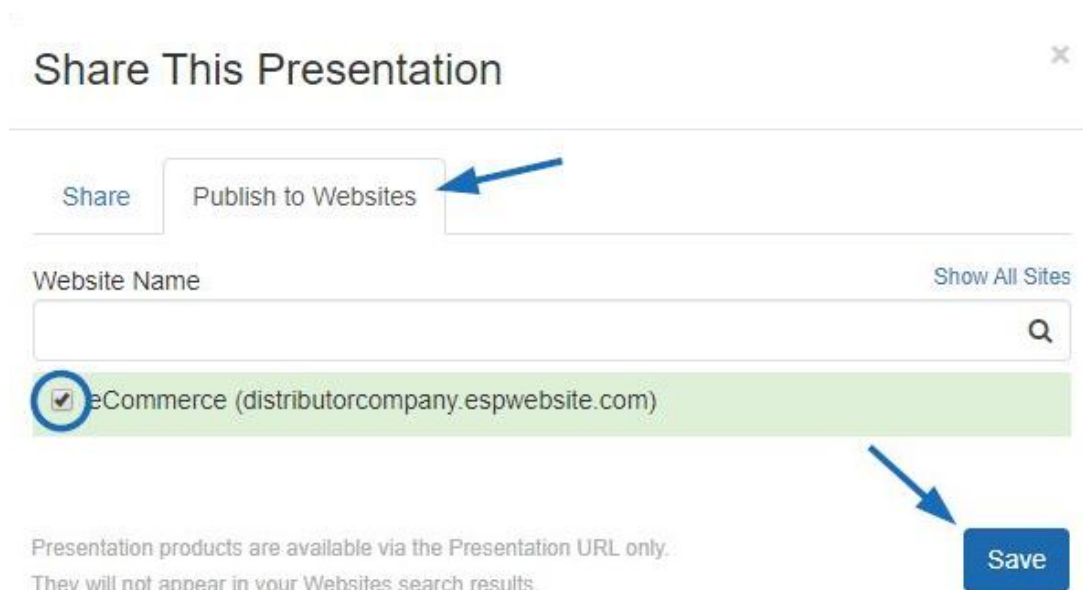 Share This Presentation
×
Share
Publish to Websites
Website Name
Show All Sites
eCommerce (distributorcompany.espwebsite.com)
Presentation products are available via the Presentation URL only.
They will not appear in your Websites search results.
Save